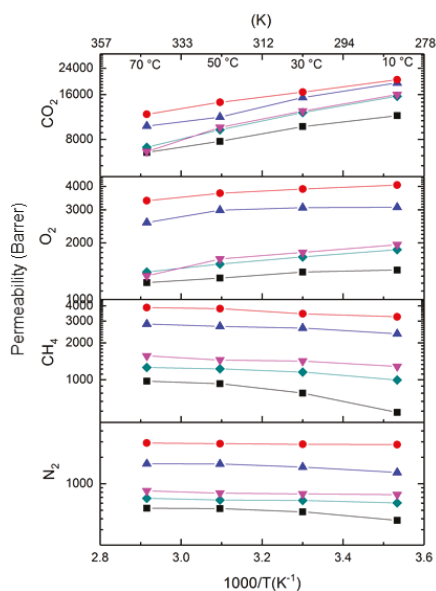 (K)
357 333 312 294 278
70 °C 50 °C 30 °C 10 °C
24000
16000
CO2
8000
4000
3000
O2
2000
1000
Permeability (Barrer)
4000
3000
CH4
1000
N2
1000
2.8 3.0 3.2 3.4 3.6
1000/T(K-1)